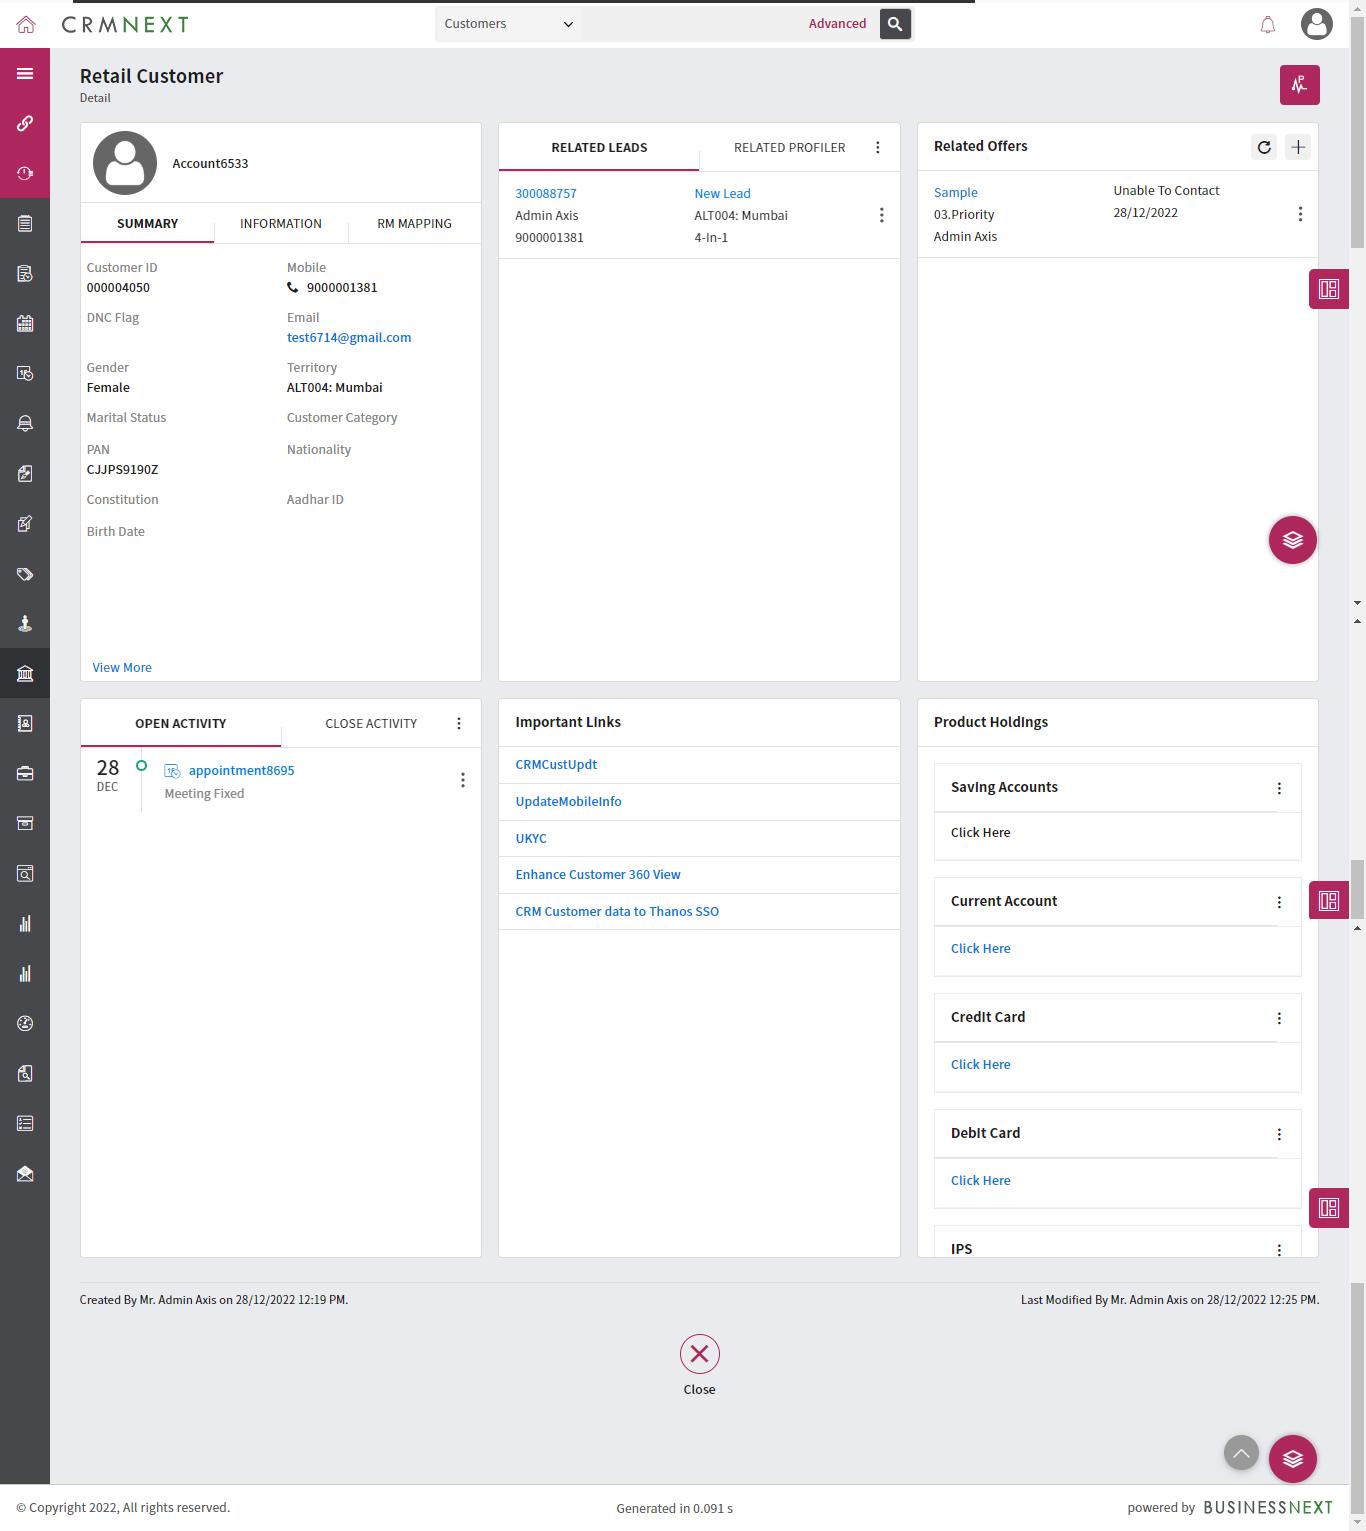 CRMNEXT
Customers
Advanced
Retail Customer
Detail
Account6533
SUMMARY
INFORMATION
RM MAPPING
Customer ID
Mobile
000004050
9000001381
DNC Flag
Email
test6714@gmail.com
Gender
Territory
Female
ALT004: Mumbai
Marital Status
Customer Category
PAN
Nationality
CJJPS9190Z
Constitution
Aadhar ID
Birth Date
View More
RELATED LEADS
RELATED PROFILER
300088757
New Lead
Admin Axis
ALT004: Mumbai
9000001381
4-In-1
Related Offers
Sample
Unable To Contact
03.Priority
28/12/2022
Admin Axis
OPEN ACTIVITY
CLOSE ACTIVITY
28
DEC
appointment8695
Meeting Fixed
Important Links
CRMCustUpdt
UpdateMobileInfo
UKYC
Enhance Customer 360 View
CRM Customer data to Thanos SSO
Product Holdings
Saving Accounts
Click Here
Current Account
Click Here
Credit Card
Click Here
Debit Card
Click Here
IPS
Created By Mr. Admin Axis on 28/12/2022 12:19 PM.
Last Modified By Mr. Admin Axis on 28/12/2022 12:25 PM.
Close
© Copyright 2022, All rights reserved.
Generated in 0.091 s
powered by BUSINESSNEXT